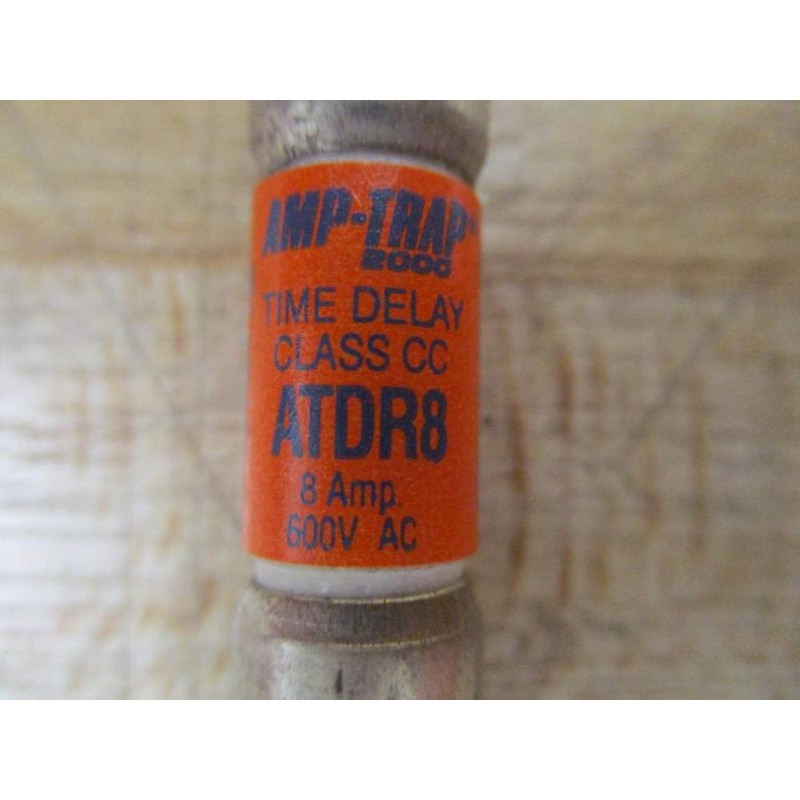 AMP-TRAP®
2000
TIME DELAY
CLASS CC
ATDR8
8 Amp.
600V AC